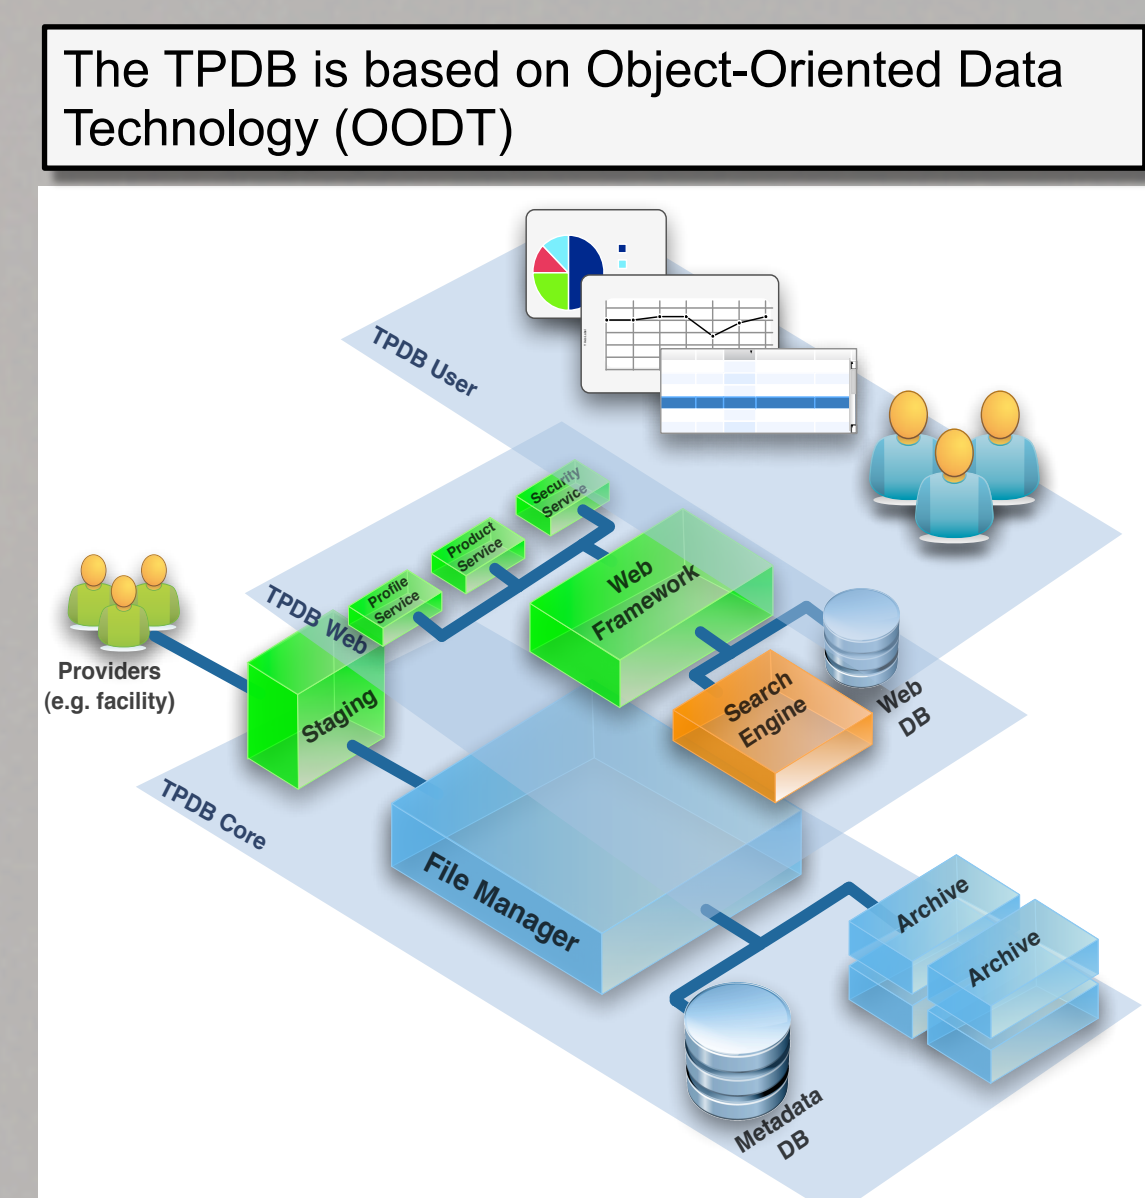 The TPDB is based on Object-Oriented Data
Technology (OODT)
TPDB User
Security
Service
Product
Service
Profile
Service
TPDB Web
Web
Framework
Providers
(e.g. facility)
Staging
Search
Engine
Web
DB
TPDB Core
File Manager
Archive
Archive
Metadata
DB